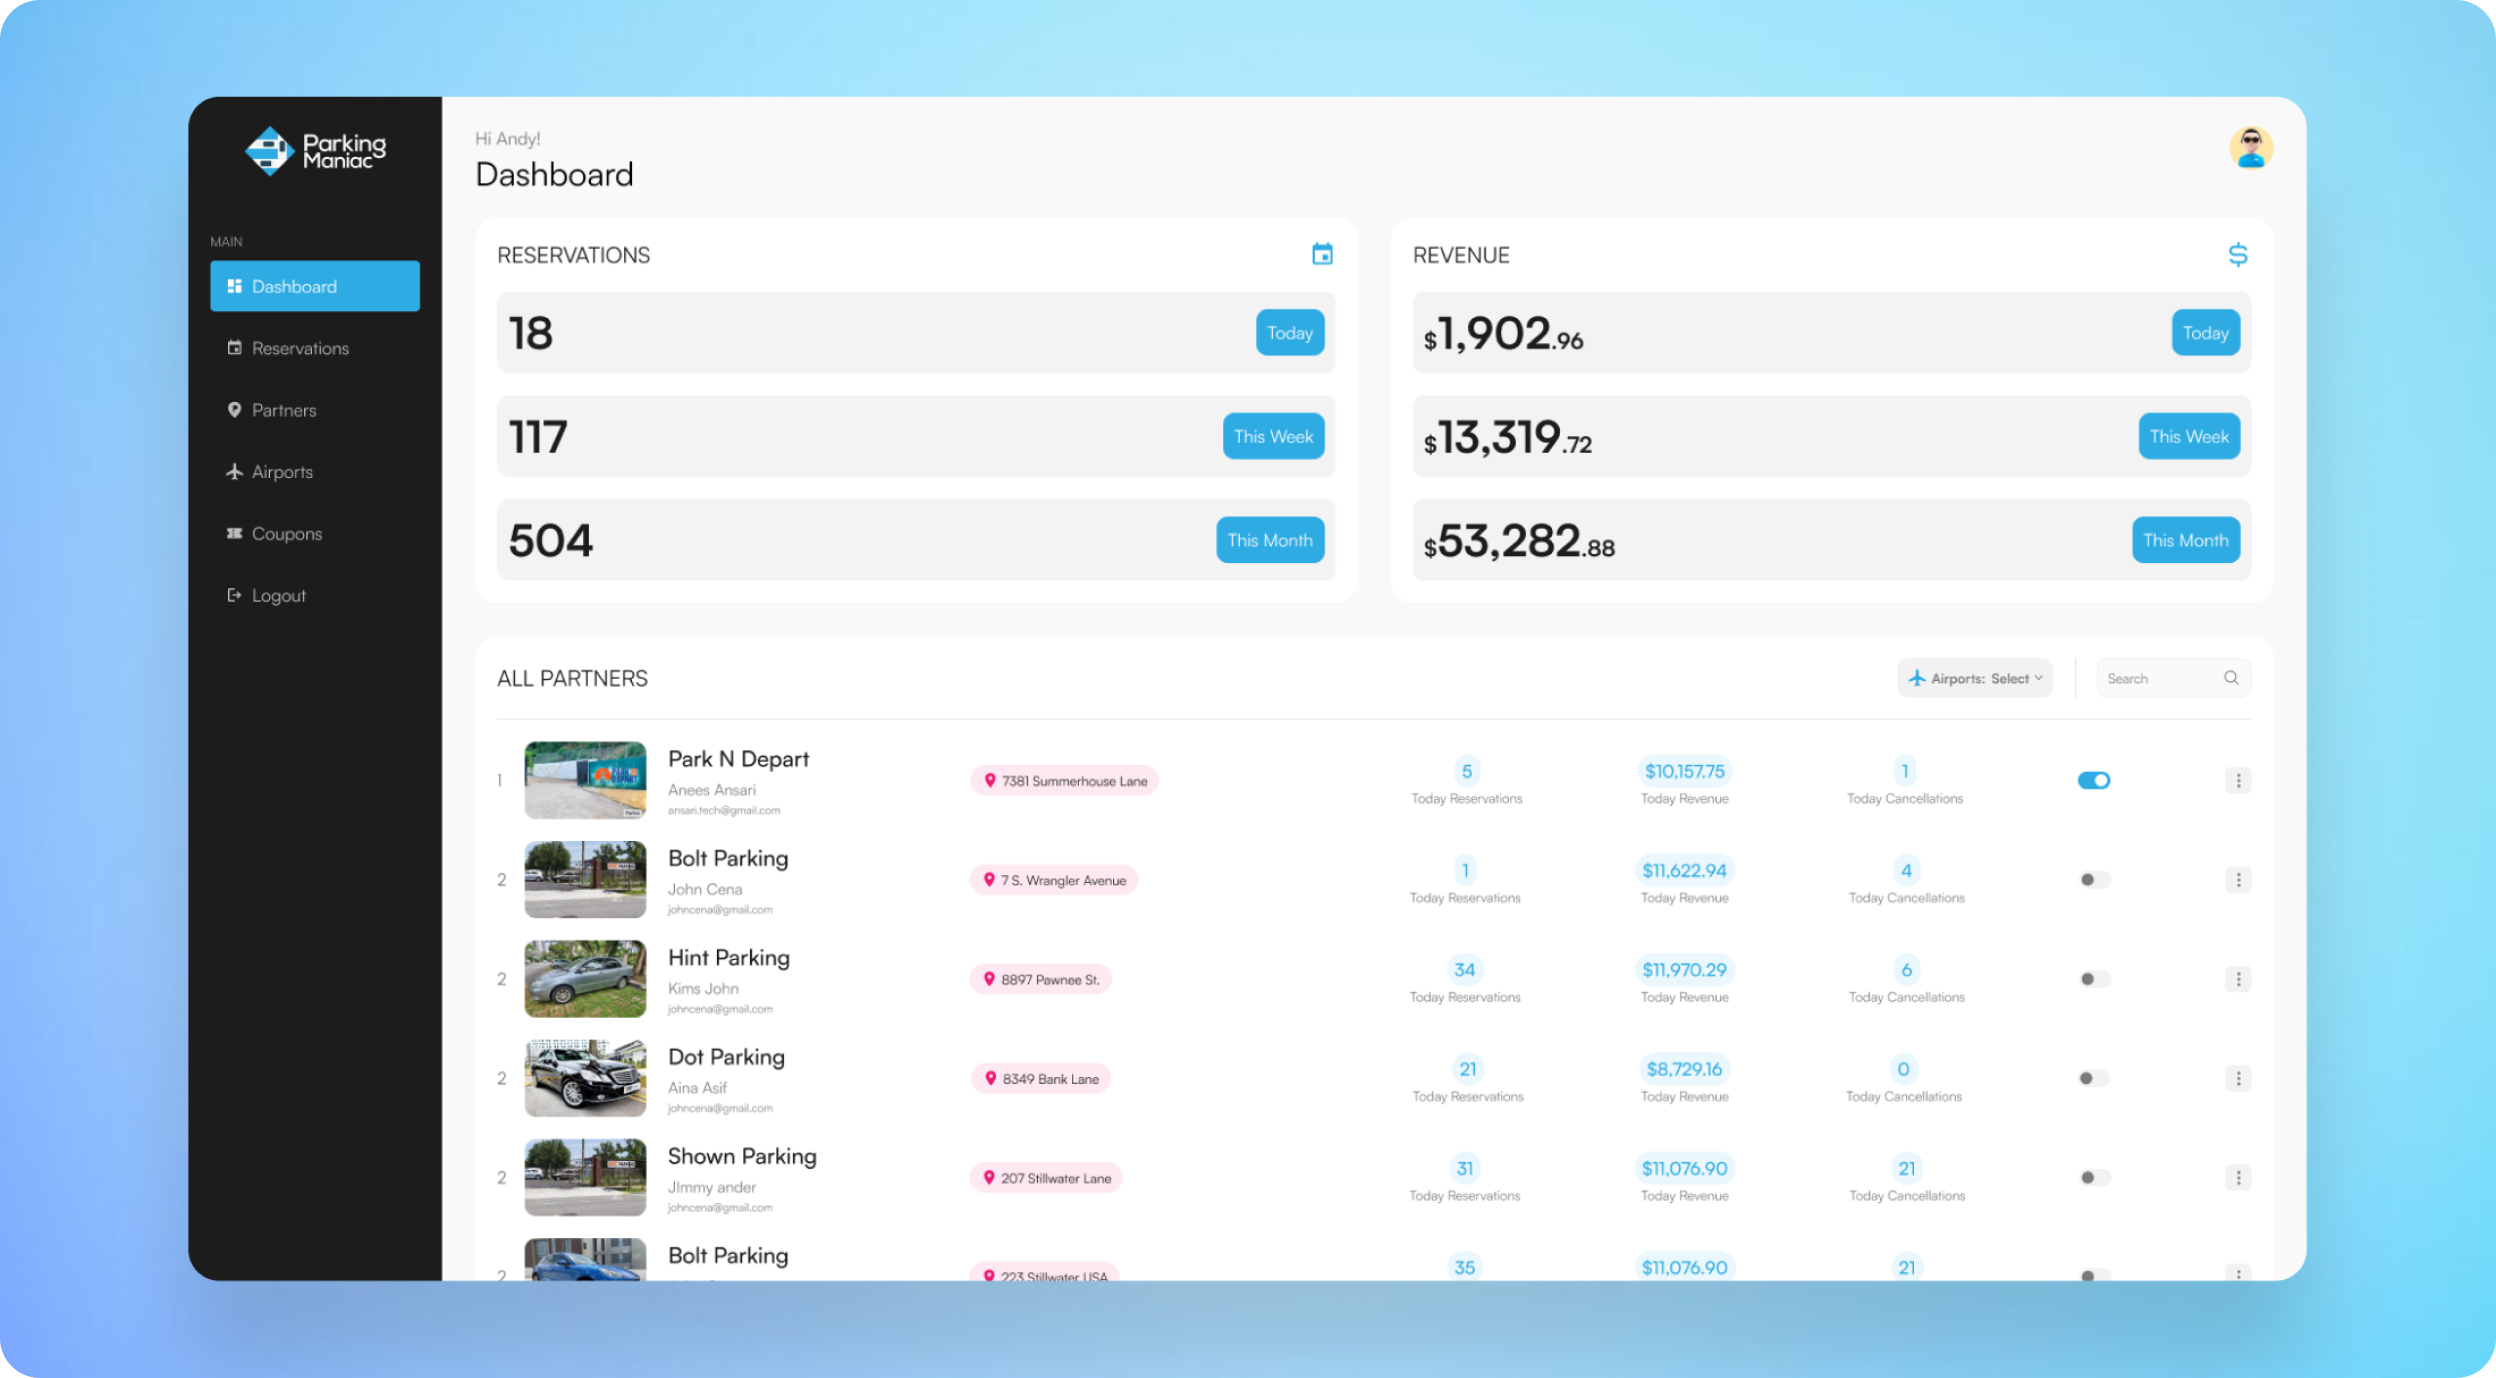 Parking
Maniac
Hi Andy!
Dashboard
MAIN
Dashboard
Reservations
Partners
Airports
Coupons
Logout
RESERVATIONS
18
Today
117
This Week
504
This Month
REVENUE
$1,902.96
Today
$13,319.72
This Week
$53,282.88
This Month
ALL PARTNERS
Airports: Select
Search
1
Park N Depart
Anees Ansari
ansari.tech@gmail.com
7381 Summerhouse Lane
5
Today Reservations
$10,157.75
Today Revenue
1
Today Cancellations
2
Bolt Parking
John Cena
johncena@gmail.com
7 S. Wrangler Avenue
1
Today Reservations
$11,622.94
Today Revenue
4
Today Cancellations
2
Hint Parking
Kims John
johncena@gmail.com
8897 Pawnee St.
34
Today Reservations
$11,970.29
Today Revenue
6
Today Cancellations
2
Dot Parking
Aina Asif
johncena@gmail.com
8349 Bank Lane
21
Today Reservations
$8,729.16
Today Revenue
0
Today Cancellations
2
Shown Parking
JImmy ander
johncena@gmail.com
207 Stillwater Lane
31
Today Reservations
$11,076.90
Today Revenue
21
Today Cancellations
2
Bolt Parking
223 Stillwater USA
35
$11,076.90
21